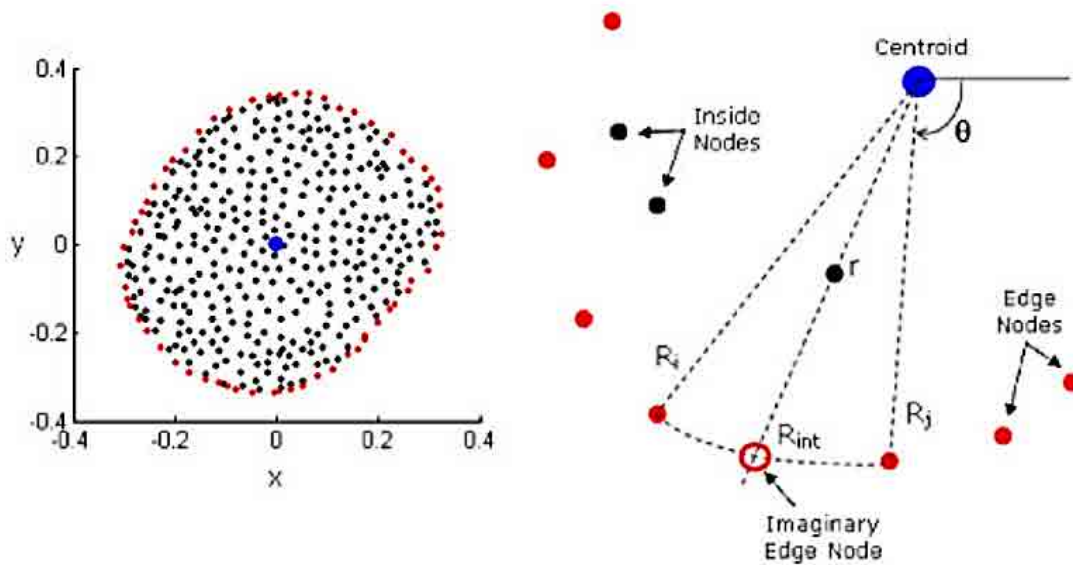 0.4
0.2
y 0
-0.2
-0.4
-0.4 -0.2 0 0.2 0.4
x
Centroid
θ
Inside
Nodes
r
Edge
Nodes
Ri
Rj
Rint
Imaginary
Edge Node